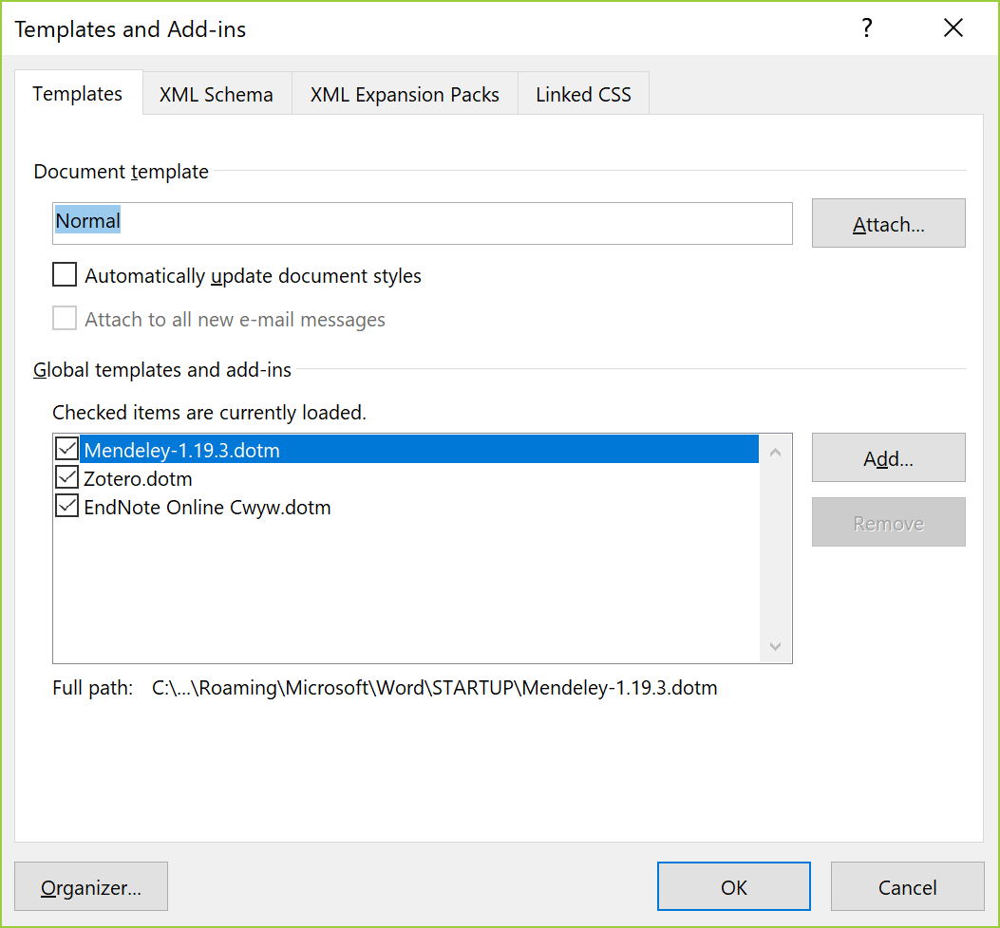 Templates and Add-ins ?
Templates XML Schema XML Expansion Packs Linked CSS
Document template
Normal Attach...
Automatically update document styles
Attach to all new e-mail messages
Global templates and add-ins
Checked items are currently loaded.
Mendeley-1.19.3.dotm
Zotero.dotm
EndNote Online Cwyw.dotm
Add...
Remove
Full path: C:\...\Roaming\Microsoft\Word\STARTUP\Mendeley-1.19.3.dotm
Organizer... OK Cancel